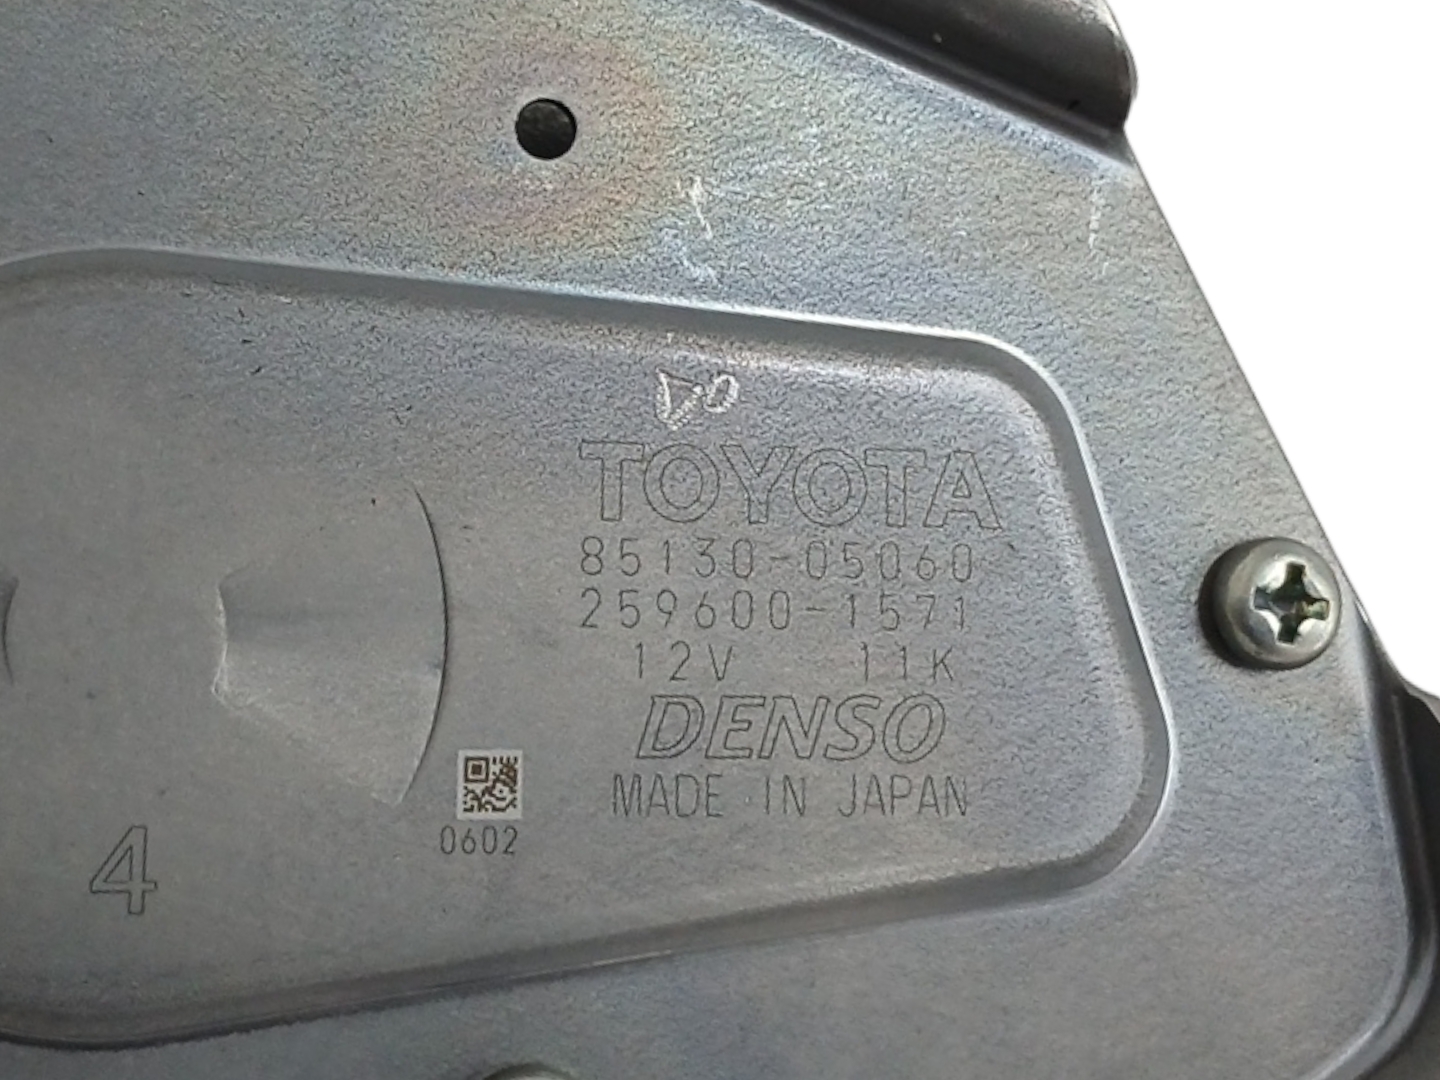 TOYOTA
85130-05060
259600-1571
12V 11K
DENSO
MADE IN JAPAN
0602
4